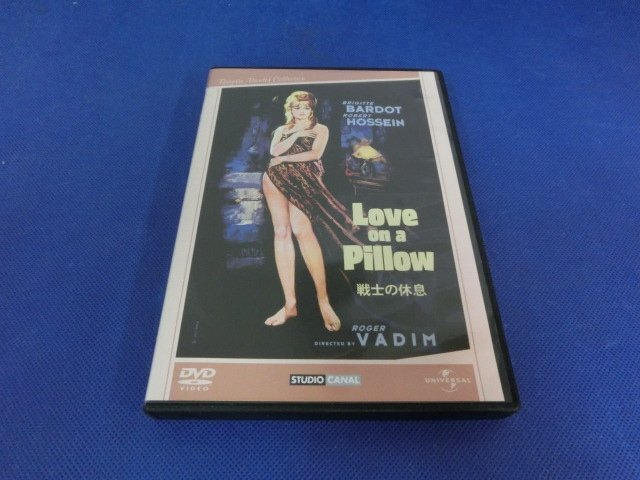 BRIGITTE
BARDOT
ROBERT
HOSSEIN
Love
on a
Pillow
戦士の休息
ROGER
DIRECTED BY VADIM
DVD
VIDEO
STUDIO CANAL
UNIVERSAL